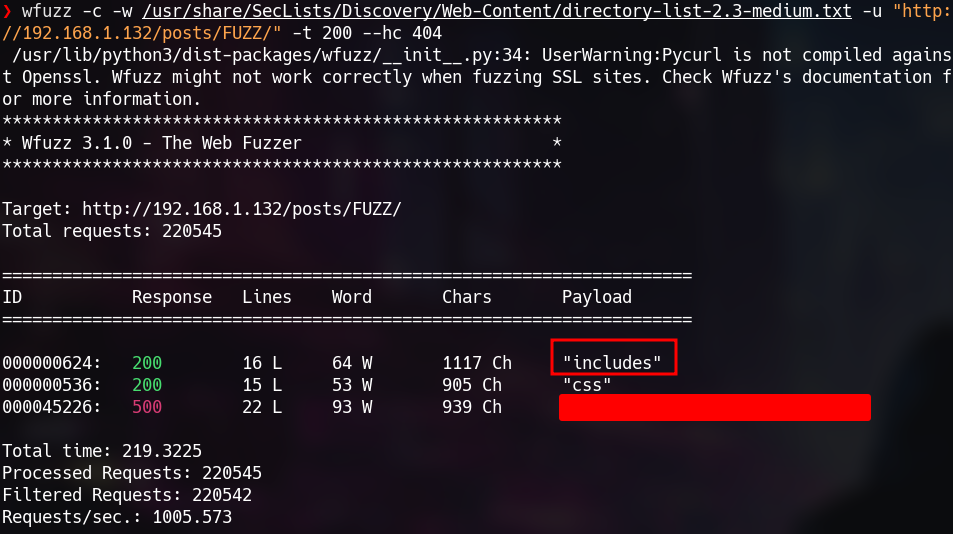 ❯ wfuzz -c -w /usr/share/SecLists/Discovery/Web-Content/directory-list-2.3-medium.txt -u "http:
//192.168.1.132/posts/FUZZ/" -t 200 --hc 404
 /usr/lib/python3/dist-packages/wfuzz/__init__.py:34: UserWarning:Pycurl is not compiled agains
t Openssl. Wfuzz might not work correctly when fuzzing SSL sites. Check Wfuzz's documentation f
or more information.
********************************************************
* Wfuzz 3.1.0 - The Web Fuzzer                         *
********************************************************
Target: http://192.168.1.132/posts/FUZZ/
Total requests: 220545
=====================================================================
ID           Response   Lines    Word       Chars       Payload
=====================================================================
000000624:   200        16 L     64 W       1117 Ch     "includes"
000000536:   200        15 L     53 W       905 Ch      "css"
000045226:   500        22 L     93 W       939 Ch
Total time: 219.3225
Processed Requests: 220545
Filtered Requests: 220542
Requests/sec.: 1005.573